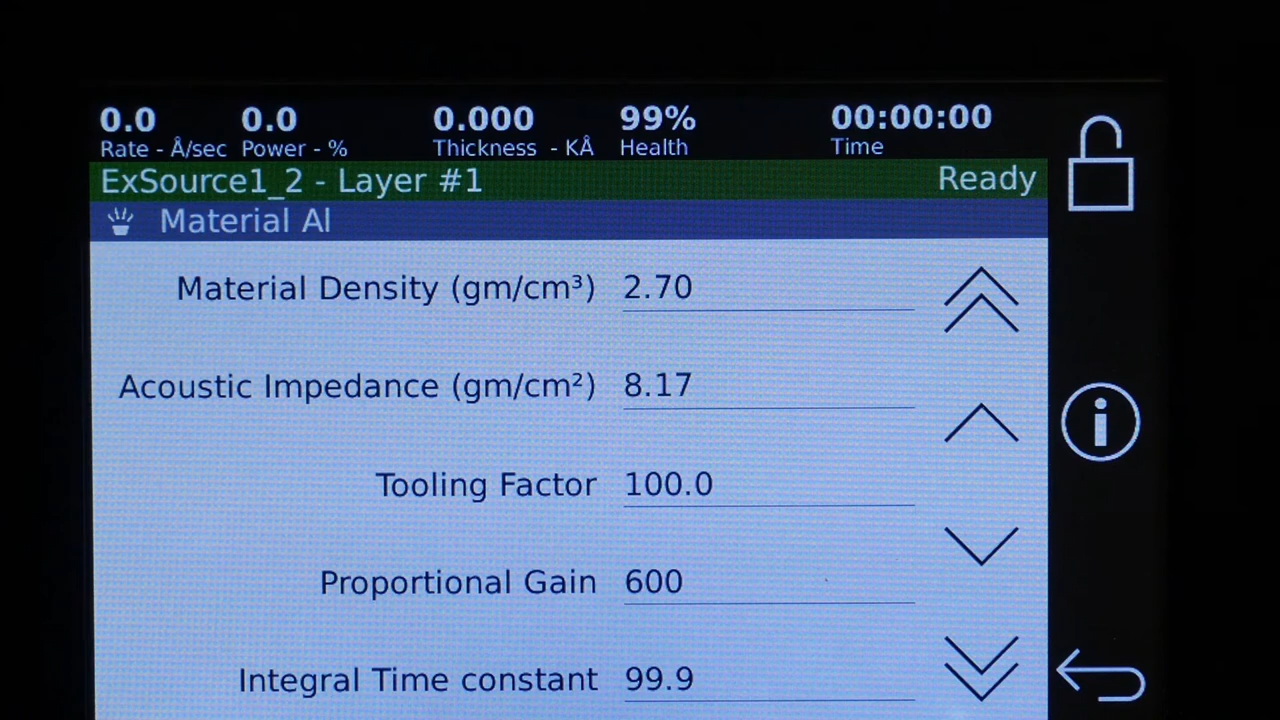 0.0 0.0 0.000 99% 00:00:00
Rate - Å/sec Power - % Thickness - KÅ Health Time
ExSource1_2 - Layer #1 Ready
Material Al
Material Density (gm/cm³) 2.70
Acoustic Impedance (gm/cm²) 8.17
Tooling Factor 100.0
Proportional Gain 600
Integral Time constant 99.9